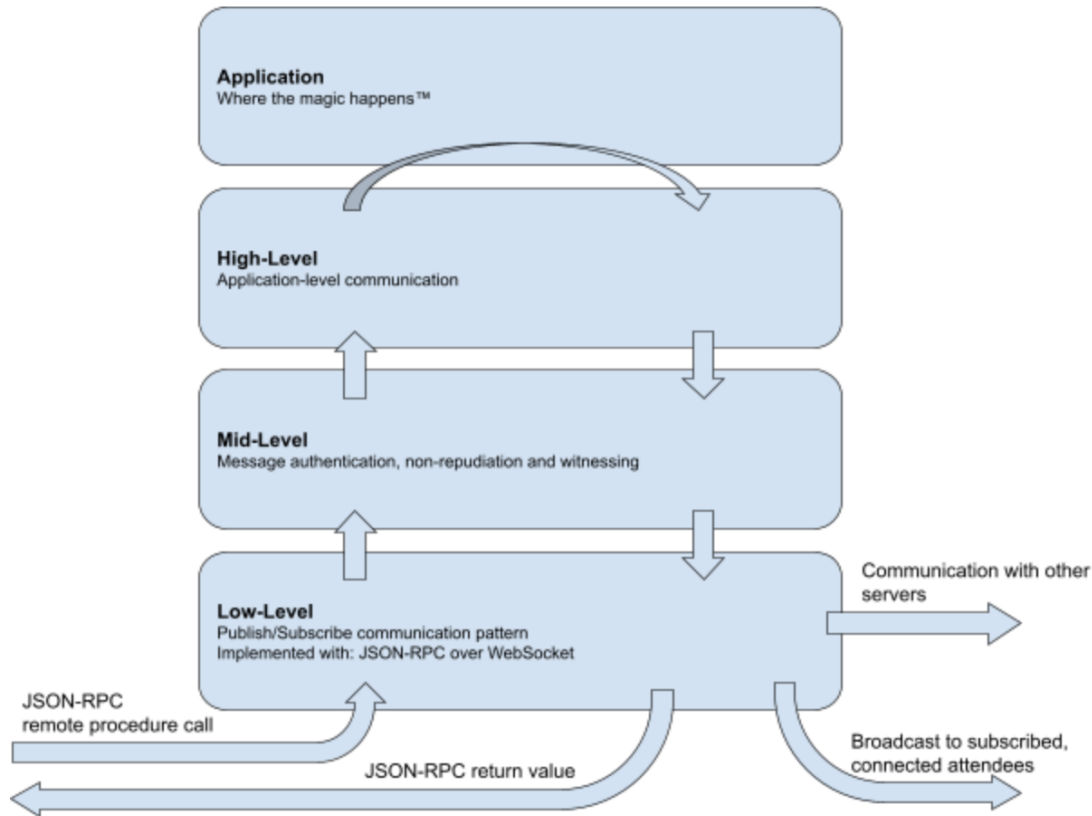 Application
Where the magic happens™
High-Level
Application-level communication
Mid-Level
Message authentication, non-repudiation and witnessing
Low-Level
Publish/Subscribe communication pattern
Implemented with: JSON-RPC over WebSocket
Communication with other
servers
JSON-RPC
remote procedure call
JSON-RPC return value
Broadcast to subscribed,
connected attendees